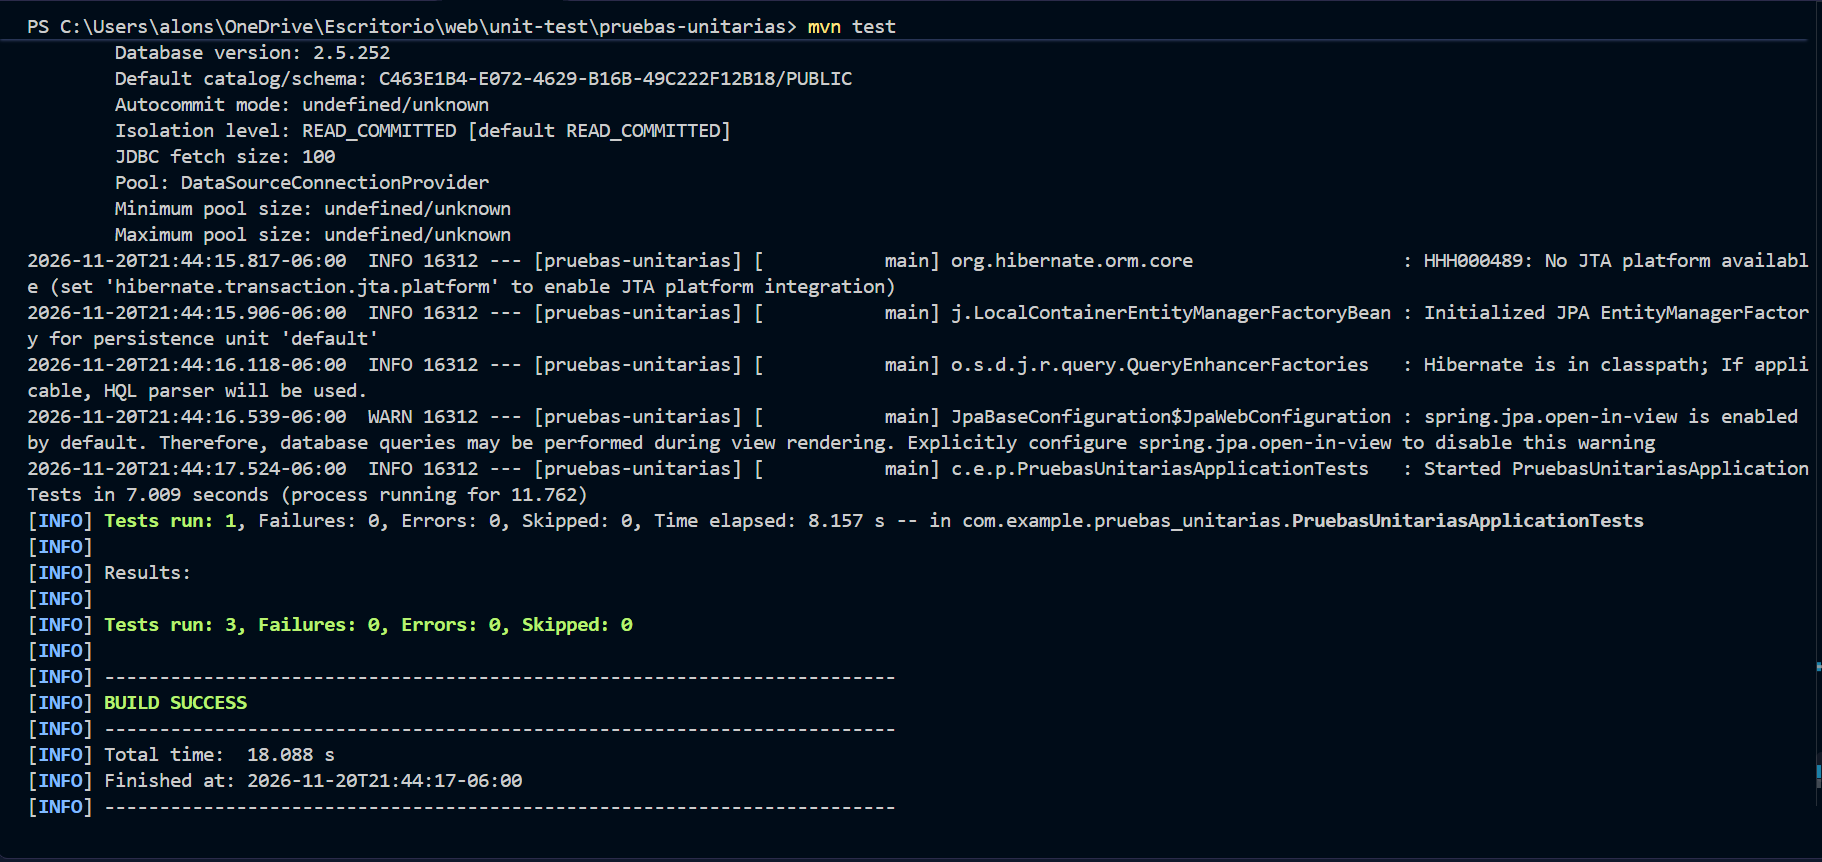 PS C:\Users\alons\OneDrive\Escritorio\web\unit-test\pruebas-unitarias> mvn test
        Database version: 2.5.252
        Default catalog/schema: C463E1B4-E072-4629-B16B-49C222F12B18/PUBLIC
        Autocommit mode: undefined/unknown
        Isolation level: READ_COMMITTED [default READ_COMMITTED]
        JDBC fetch size: 100
        Pool: DataSourceConnectionProvider
        Minimum pool size: undefined/unknown
        Maximum pool size: undefined/unknown
2026-11-20T21:44:15.817-06:00  INFO 16312 --- [pruebas-unitarias] [           main] org.hibernate.orm.core                   : HHH000489: No JTA platform availabl
e (set 'hibernate.transaction.jta.platform' to enable JTA platform integration)
2026-11-20T21:44:15.906-06:00  INFO 16312 --- [pruebas-unitarias] [           main] j.LocalContainerEntityManagerFactoryBean : Initialized JPA EntityManagerFactor
y for persistence unit 'default'
2026-11-20T21:44:16.118-06:00  INFO 16312 --- [pruebas-unitarias] [           main] o.s.d.j.r.query.QueryEnhancerFactories   : Hibernate is in classpath; If appli
cable, HQL parser will be used.
2026-11-20T21:44:16.539-06:00  WARN 16312 --- [pruebas-unitarias] [           main] JpaBaseConfiguration$JpaWebConfiguration : spring.jpa.open-in-view is enabled
by default. Therefore, database queries may be performed during view rendering. Explicitly configure spring.jpa.open-in-view to disable this warning
2026-11-20T21:44:17.524-06:00  INFO 16312 --- [pruebas-unitarias] [           main] c.e.p.PruebasUnitariasApplicationTests   : Started PruebasUnitariasApplication
Tests in 7.009 seconds (process running for 11.762)
[INFO] Tests run: 1, Failures: 0, Errors: 0, Skipped: 0, Time elapsed: 8.157 s -- in com.example.pruebas_unitarias.PruebasUnitariasApplicationTests
[INFO]
[INFO] Results:
[INFO]
[INFO] Tests run: 3, Failures: 0, Errors: 0, Skipped: 0
[INFO]
[INFO] ------------------------------------------------------------------------
[INFO] BUILD SUCCESS
[INFO] ------------------------------------------------------------------------
[INFO] Total time:  18.088 s
[INFO] Finished at: 2026-11-20T21:44:17-06:00
[INFO] ------------------------------------------------------------------------